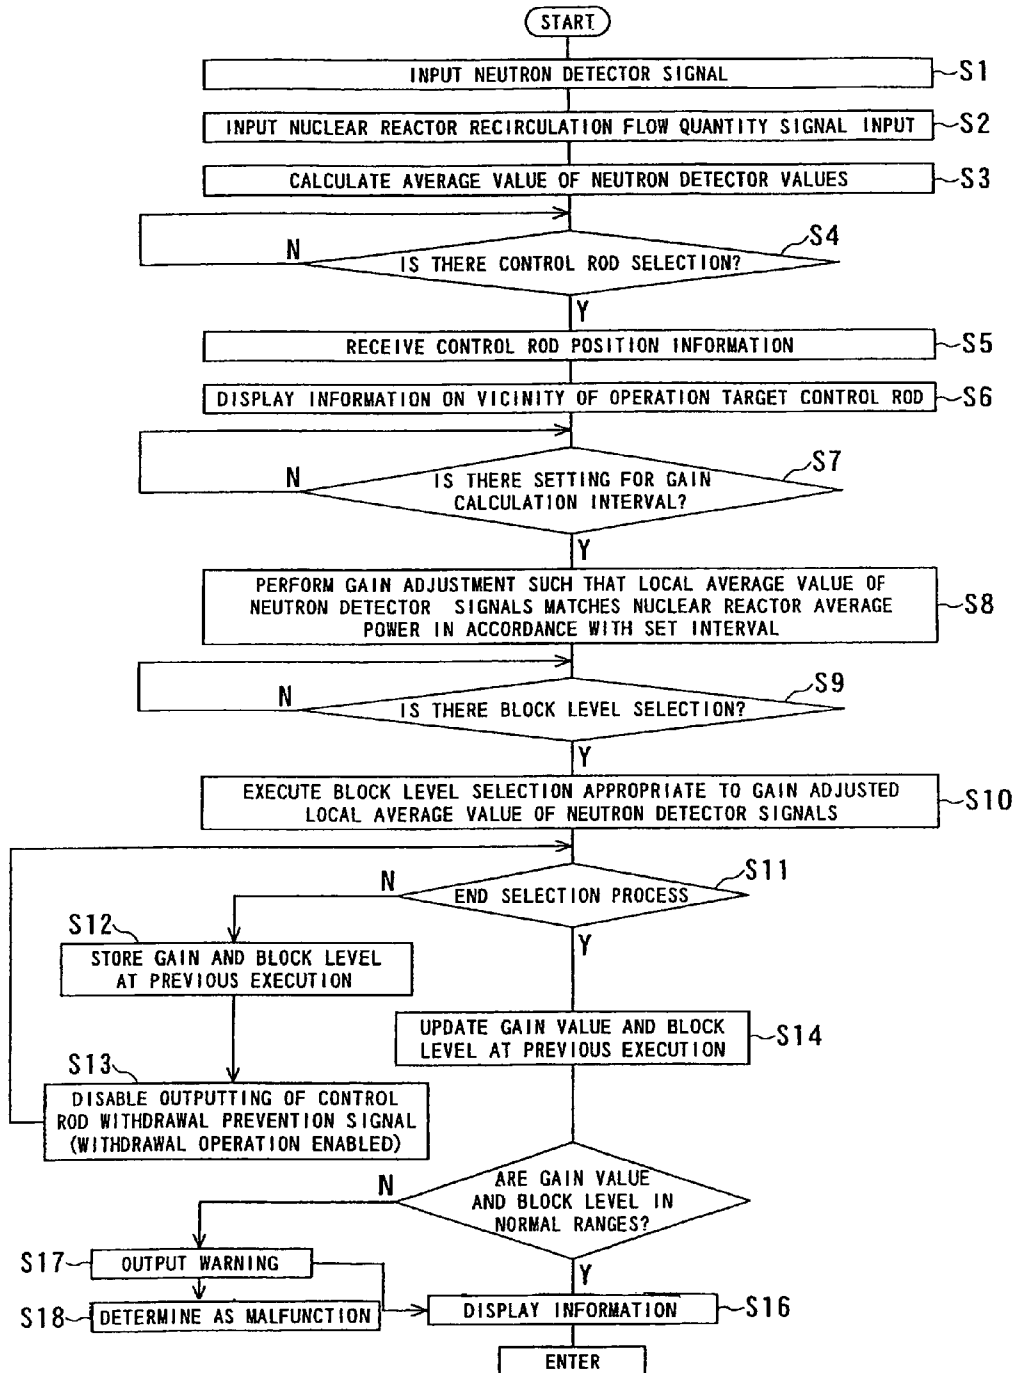 START
INPUT NEUTRON DETECTOR SIGNAL
S1
INPUT NUCLEAR REACTOR RECIRCULATION FLOW QUANTITY SIGNAL INPUT
S2
CALCULATE AVERAGE VALUE OF NEUTRON DETECTOR VALUES
S3
S4
N
IS THERE CONTROL ROD SELECTION?
Y
RECEIVE CONTROL ROD POSITION INFORMATION
S5
DISPLAY INFORMATION ON VICINITY OF OPERATION TARGET CONTROL ROD
S6
S7
N
IS THERE SETTING FOR GAIN
CALCULATION INTERVAL?
Y
PERFORM GAIN ADJUSTMENT SUCH THAT LOCAL AVERAGE VALUE OF
NEUTRON DETECTOR SIGNALS MATCHES NUCLEAR REACTOR AVERAGE
POWER IN ACCORDANCE WITH SET INTERVAL
S8
S9
N
IS THERE BLOCK LEVEL SELECTION?
Y
EXECUTE BLOCK LEVEL SELECTION APPROPRIATE TO GAIN ADJUSTED
LOCAL AVERAGE VALUE OF NEUTRON DETECTOR SIGNALS
S10
S11
N
END SELECTION PROCESS
Y
S12
STORE GAIN AND BLOCK LEVEL
AT PREVIOUS EXECUTION
UPDATE GAIN VALUE AND BLOCK
LEVEL AT PREVIOUS EXECUTION
S14
S13
DISABLE OUTPUTTING OF CONTROL
ROD WITHDRAWAL PREVENTION SIGNAL
(WITHDRAWAL OPERATION ENABLED)
N
ARE GAIN VALUE
AND BLOCK LEVEL IN
NORMAL RANGES?
Y
S17
OUTPUT WARNING
S18
DETERMINE AS MALFUNCTION
DISPLAY INFORMATION
S16
ENTER